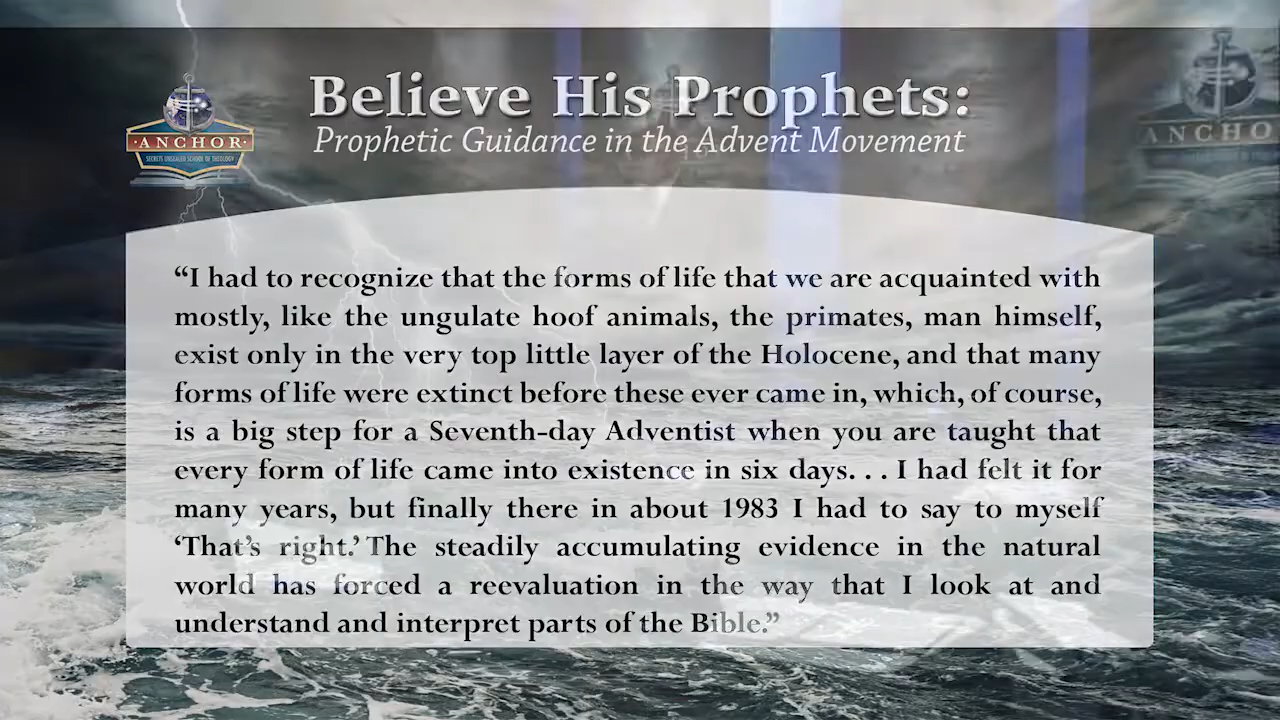 Believe His Prophets:
Prophetic Guidance in the Advent Movement
·ANCHOR·
SECRETS UNSEALED SCHOOL OF THEOLOGY
ANCHO
“I had to recognize that the forms of life that we are acquainted with
mostly, like the ungulate hoof animals, the primates, man himself,
exist only in the very top little layer of the Holocene, and that many
forms of life were extinct before these ever came in, which, of course,
is a big step for a Seventh-day Adventist when you are taught that
every form of life came into existence in six days. . . I had felt it for
many years, but finally there in about 1983 I had to say to myself
‘That’s right.’ The steadily accumulating evidence in the natural
world has forced a reevaluation in the way that I look at and
understand and interpret parts of the Bible.”